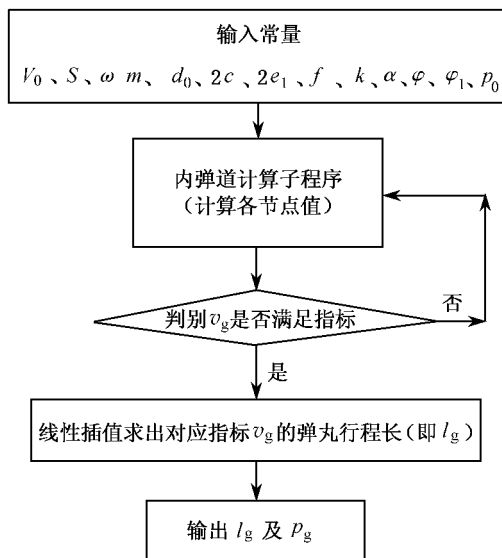 输入常量
V₀、S、ω m、d₀、2c、2e₁、f、k、α、φ、φ₁、p₀
内弹道计算子程序
（计算各节点值）
判别v_g是否满足指标
否
是
线性插值求出对应指标v_g的弹丸行程长（即l_g）
输出l_g及p_g